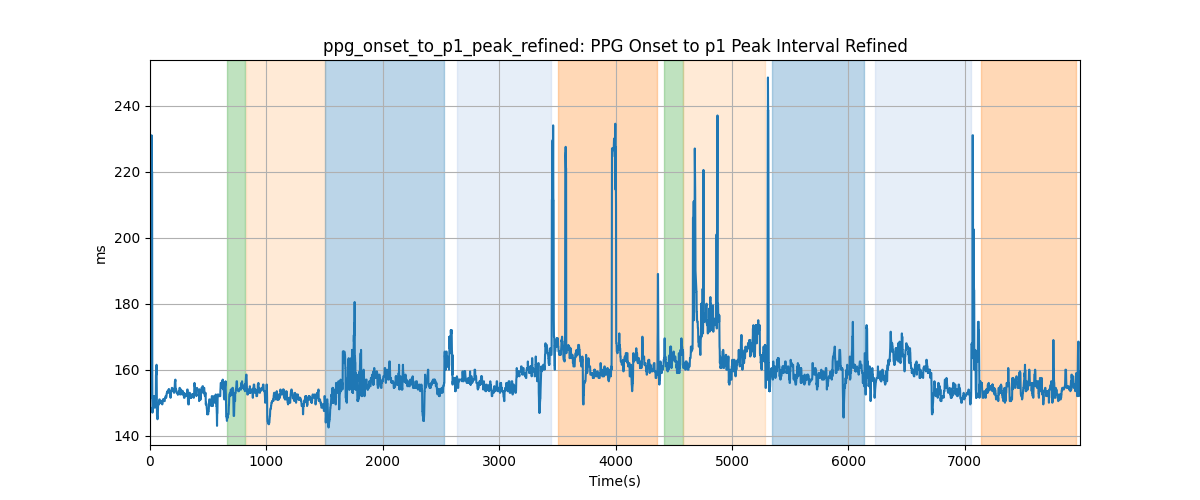 ppg_onset_to_p1_peak_refined: PPG Onset to p1 Peak Interval Refined
240
220
200
180
160
140
ms
0 1000 2000 3000 4000 5000 6000 7000
Time(s)